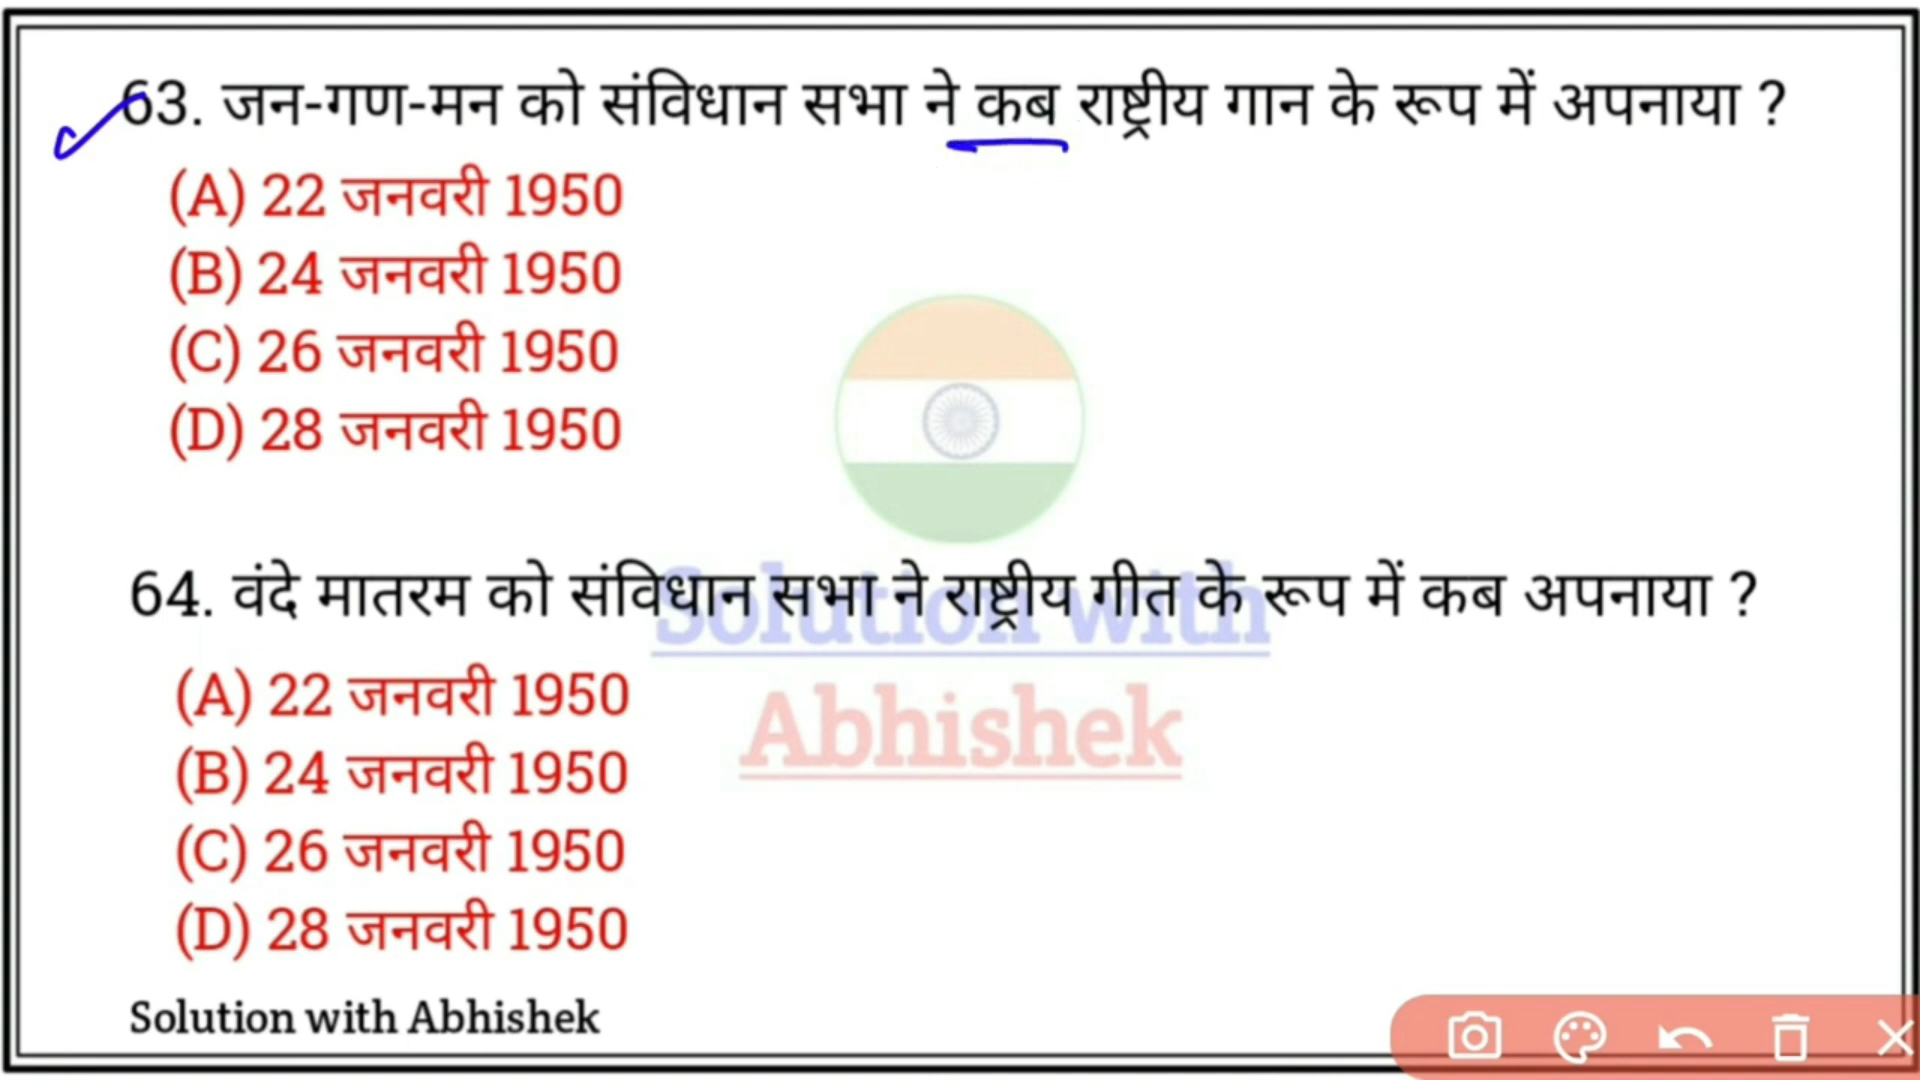 63. जन-गण-मन को संविधान सभा ने कब राष्ट्रीय गान के रूप में अपनाया ?
(A) 22 जनवरी 1950
(B) 24 जनवरी 1950
(C) 26 जनवरी 1950
(D) 28 जनवरी 1950
64. वंदे मातरम को संविधान सभा ने राष्ट्रीय गीत के रूप में कब अपनाया ?
Solution with
Abhishek
(A) 22 जनवरी 1950
(B) 24 जनवरी 1950
(C) 26 जनवरी 1950
(D) 28 जनवरी 1950
Solution with Abhishek